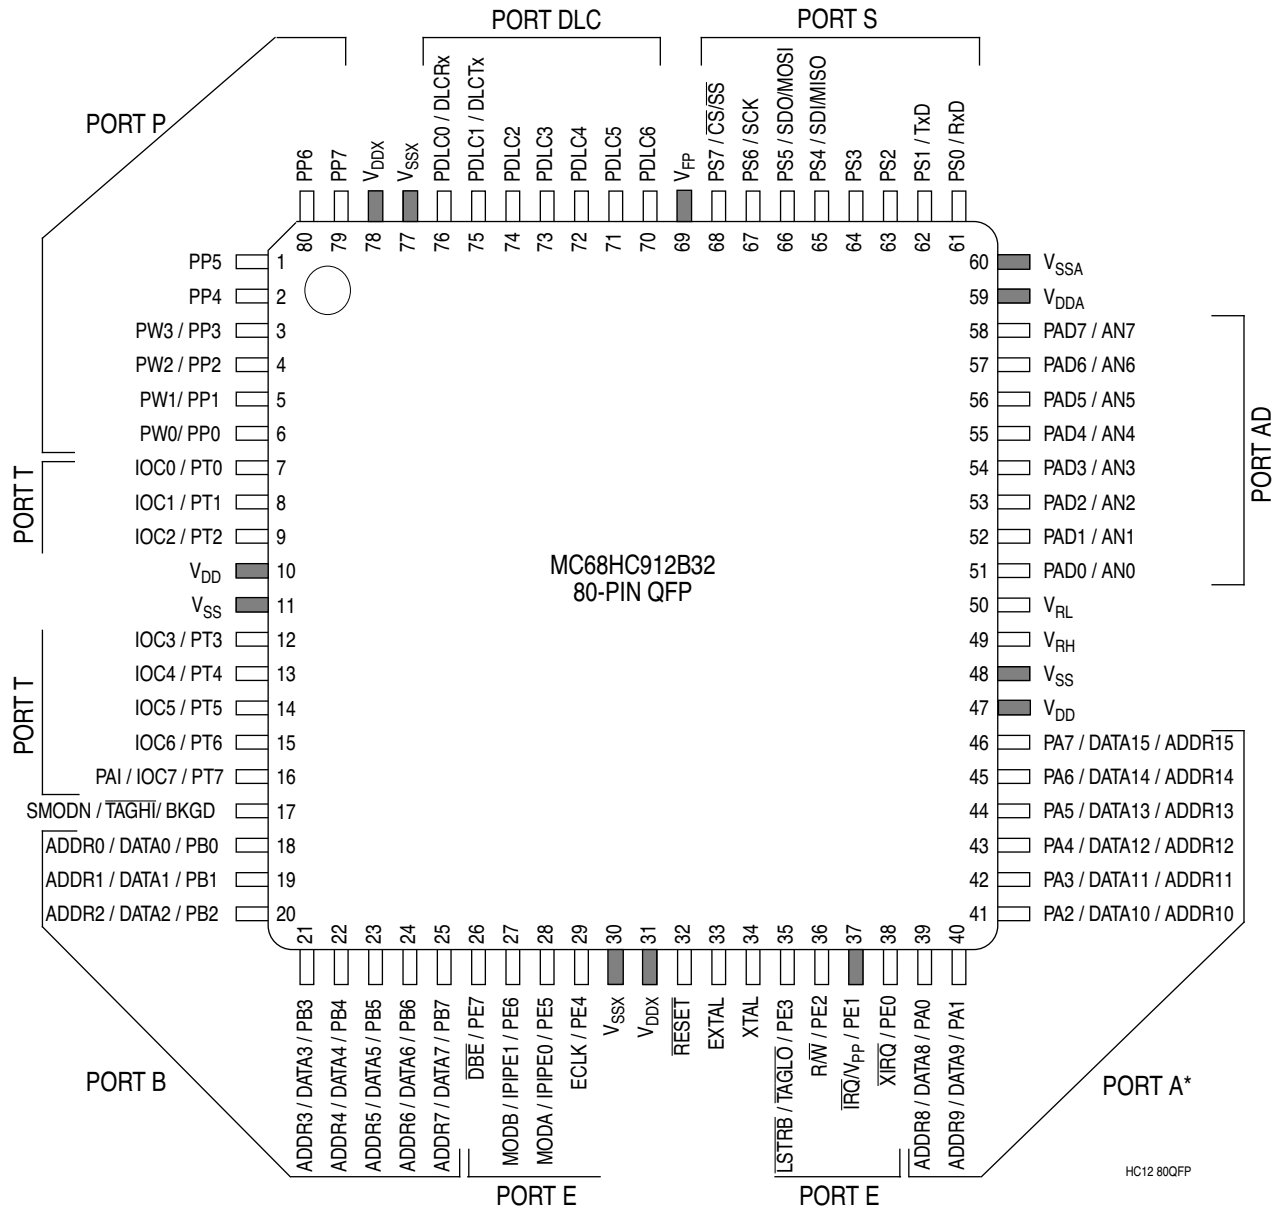 PORT DLC
PORT S
PORT P
PP6
PP7
VDDX
VSSX
PDLC0 / DLCRx
PDLC1 / DLCTx
PDLC2
PDLC3
PDLC4
PDLC5
PDLC6
VFP
PS7 / CS/SS
PS6 / SCK
PS5 / SDO/MOSI
PS4 / SDI/MISO
PS3
PS2
PS1 / TxD
PS0 / RxD
80
79
78
77
76
75
74
73
72
71
70
69
68
67
66
65
64
63
62
61
PP5 1
PP4 2
PW3 / PP3 3
PW2 / PP2 4
PW1/ PP1 5
PW0/ PP0 6
PORT T
IOC0 / PT0 7
IOC1 / PT1 8
IOC2 / PT2 9
VDD 10
VSS 11
PORT T
IOC3 / PT3 12
IOC4 / PT4 13
IOC5 / PT5 14
IOC6 / PT6 15
PAI / IOC7 / PT7 16
SMODN / TAGHI/ BKGD 17
ADDR0 / DATA0 / PB0 18
ADDR1 / DATA1 / PB1 19
ADDR2 / DATA2 / PB2 20
MC68HC912B32
80-PIN QFP
60 VSSA
59 VDDA
58 PAD7 / AN7
57 PAD6 / AN6
56 PAD5 / AN5
55 PAD4 / AN4
54 PAD3 / AN3
53 PAD2 / AN2
52 PAD1 / AN1
51 PAD0 / AN0
PORT AD
50 VRL
49 VRH
48 VSS
47 VDD
46 PA7 / DATA15 / ADDR15
45 PA6 / DATA14 / ADDR14
44 PA5 / DATA13 / ADDR13
43 PA4 / DATA12 / ADDR12
42 PA3 / DATA11 / ADDR11
41 PA2 / DATA10 / ADDR10
21
22
23
24
25
26
27
28
29
30
31
32
33
34
35
36
37
38
39
40
ADDR3 / DATA3 / PB3
ADDR4 / DATA4 / PB4
ADDR5 / DATA5 / PB5
ADDR6 / DATA6 / PB6
ADDR7 / DATA7 / PB7
DBE / PE7
MODB / IPIPE1 / PE6
MODA / IPIPE0 / PE5
ECLK / PE4
VSSX
VDDX
RESET
EXTAL
XTAL
LSTRB / TAGLO / PE3
R/W / PE2
IRQ/VPP / PE1
XIRQ / PE0
ADDR8 / DATA8 / PA0
ADDR9 / DATA9 / PA1
PORT B
PORT A*
PORT E
PORT E
HC12 80QFP